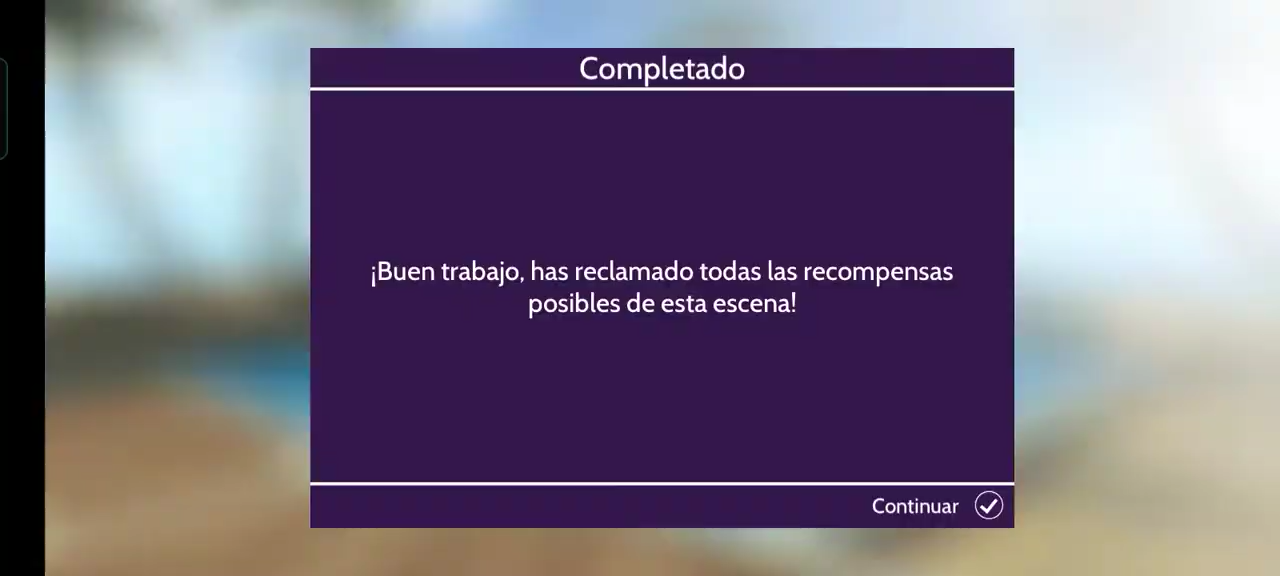 Completado
¡Buen trabajo, has reclamado todas las recompensas
posibles de esta escena!
Continuar